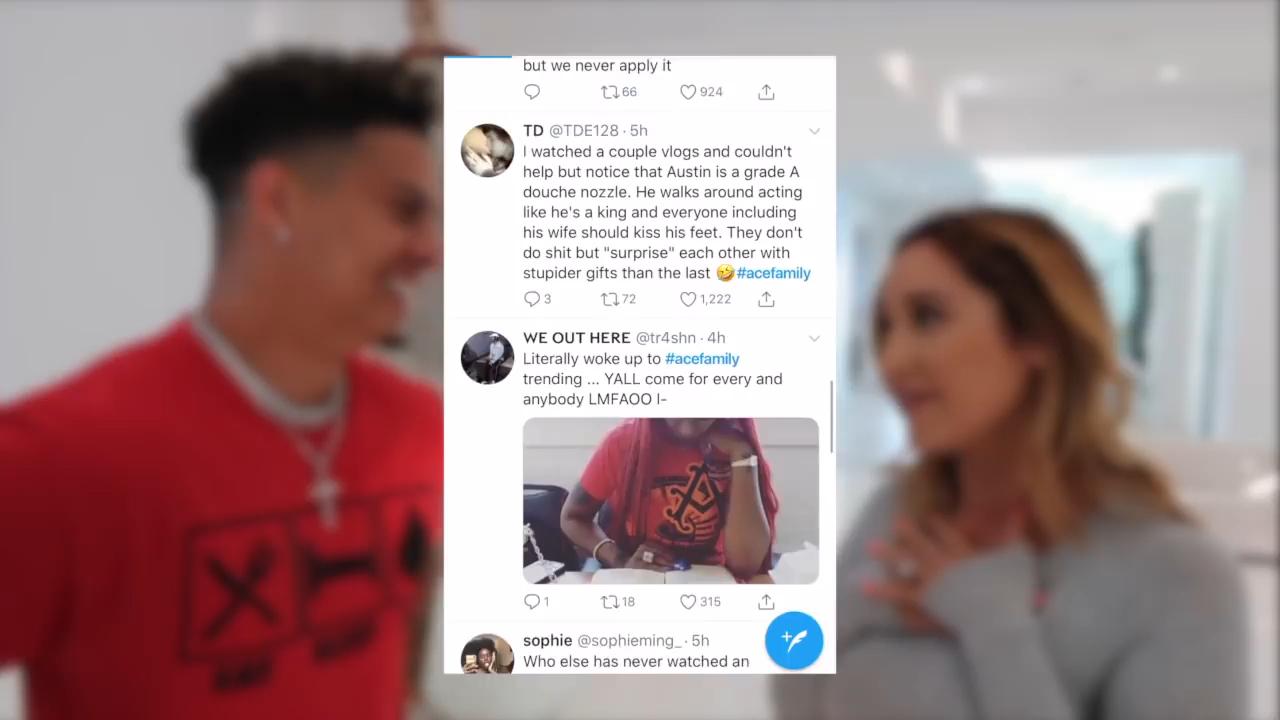 but we never apply it
66 924
TD @TDE128 · 5h
I watched a couple vlogs and couldn't
help but notice that Austin is a grade A
douche nozzle. He walks around acting
like he's a king and everyone including
his wife should kiss his feet. They don't
do shit but "surprise" each other with
stupider gifts than the last 🤣 #acefamily
3 72 1,222
WE OUT HERE @tr4shn · 4h
Literally woke up to #acefamily
trending ... YALL come for every and
anybody LMFAOO I-
1 18 315
sophie @sophieming_ · 5h
Who else has never watched an